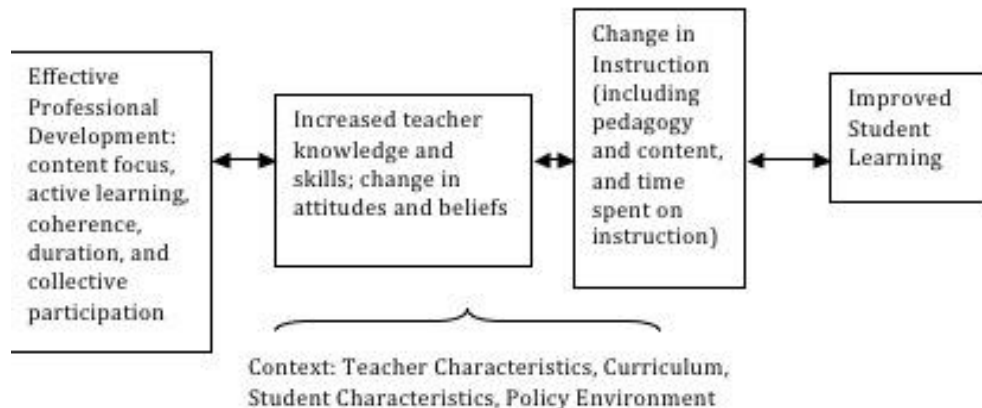 Effective
Professional
Development:
content focus,
active learning,
coherence,
duration, and
collective
participation
Increased teacher
knowledge and
skills; change in
attitudes and beliefs
Change in
Instruction
(including
pedagogy
and content,
and time
spent on
instruction)
Improved
Student
Learning
Context: Teacher Characteristics, Curriculum,
Student Characteristics, Policy Environment